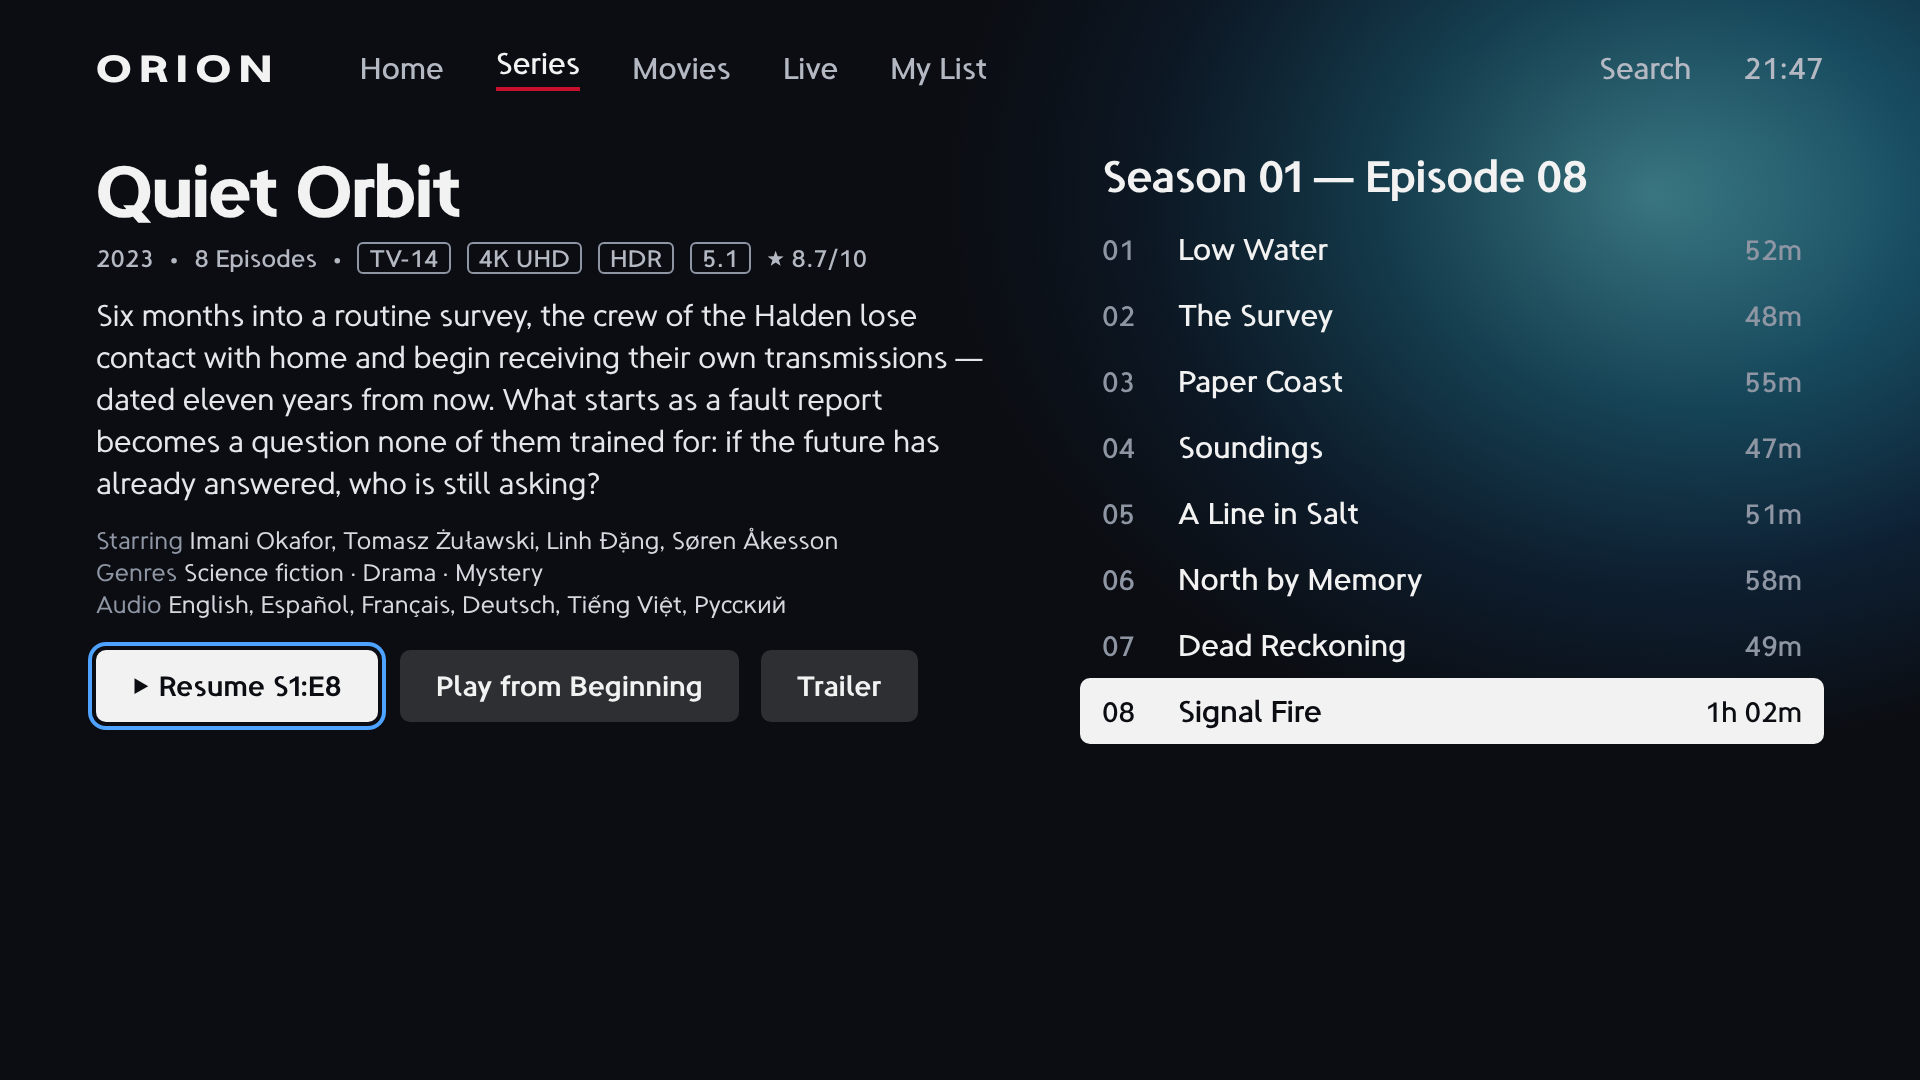 ORION
Home Series Movies Live My List
Search 21:47
Quiet Orbit
2023 • 8 Episodes • TV-14 4K UHD HDR 5.1 ★ 8.7/10
Six months into a routine survey, the crew of the Halden lose
contact with home and begin receiving their own transmissions —
dated eleven years from now. What starts as a fault report
becomes a question none of them trained for: if the future has
already answered, who is still asking?
Starring Imani Okafor, Tomasz Żuławski, Linh Đặng, Søren Åkesson
Genres Science fiction · Drama · Mystery
Audio English, Español, Français, Deutsch, Tiếng Việt, Русский
▶ Resume S1:E8
Play from Beginning
Trailer
Season 01 — Episode 08
01 Low Water 52m
02 The Survey 48m
03 Paper Coast 55m
04 Soundings 47m
05 A Line in Salt 51m
06 North by Memory 58m
07 Dead Reckoning 49m
08 Signal Fire 1h 02m